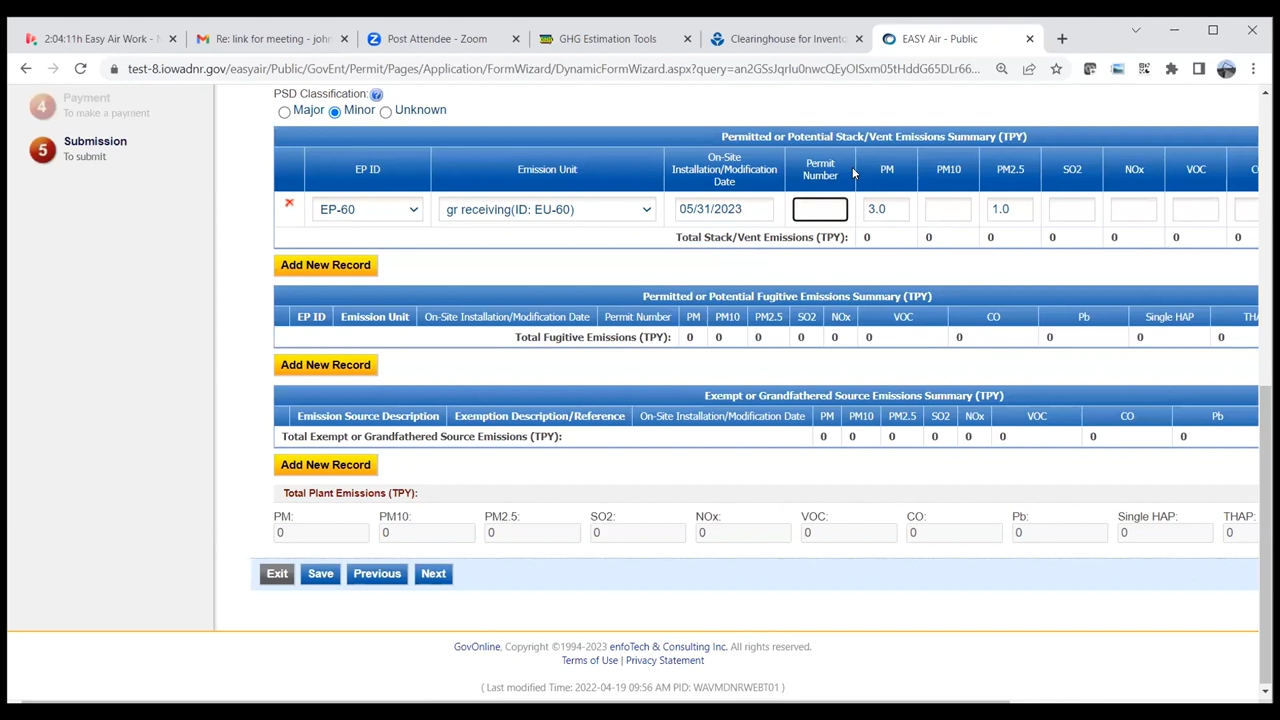 2:04:11h Easy Air Work - N
Re: link for meeting - john
Post Attendee - Zoom
GHG Estimation Tools
Clearinghouse for Invento
EASY Air - Public
test-8.iowadnr.gov/easyair/Public/GovEnt/Permit/Pages/Application/FormWizard/DynamicFormWizard.aspx?query=an2GSsJqrIu0nwcQEyOISxm05tHddG65DLr66...
4 Payment
To make a payment
5 Submission
To submit
PSD Classification:
Major Minor Unknown
Permitted or Potential Stack/Vent Emissions Summary (TPY)
EP ID Emission Unit On-Site Installation/Modification Date Permit Number PM PM10 PM2.5 SO2 NOx VOC
EP-60 gr receiving(ID: EU-60) 05/31/2023 3.0 1.0
Total Stack/Vent Emissions (TPY): 0 0 0 0 0 0 0
Add New Record
Permitted or Potential Fugitive Emissions Summary (TPY)
EP ID Emission Unit On-Site Installation/Modification Date Permit Number PM PM10 PM2.5 SO2 NOx VOC CO Pb Single HAP THA
Total Fugitive Emissions (TPY): 0 0 0 0 0 0 0 0 0 0
Add New Record
Exempt or Grandfathered Source Emissions Summary (TPY)
Emission Source Description Exemption Description/Reference On-Site Installation/Modification Date PM PM10 PM2.5 SO2 NOx VOC CO Pb
Total Exempt or Grandfathered Source Emissions (TPY): 0 0 0 0 0 0 0 0
Add New Record
Total Plant Emissions (TPY):
PM: PM10: PM2.5: SO2: NOx: VOC: CO: Pb: Single HAP: THAP:
0 0 0 0 0 0 0 0 0 0
Exit Save Previous Next
GovOnline, Copyright ©1994-2023 enfoTech & Consulting Inc. All rights reserved.
Terms of Use | Privacy Statement
( Last modified Time: 2022-04-19 09:56 AM PID: WAVMDNRWEBT01 )